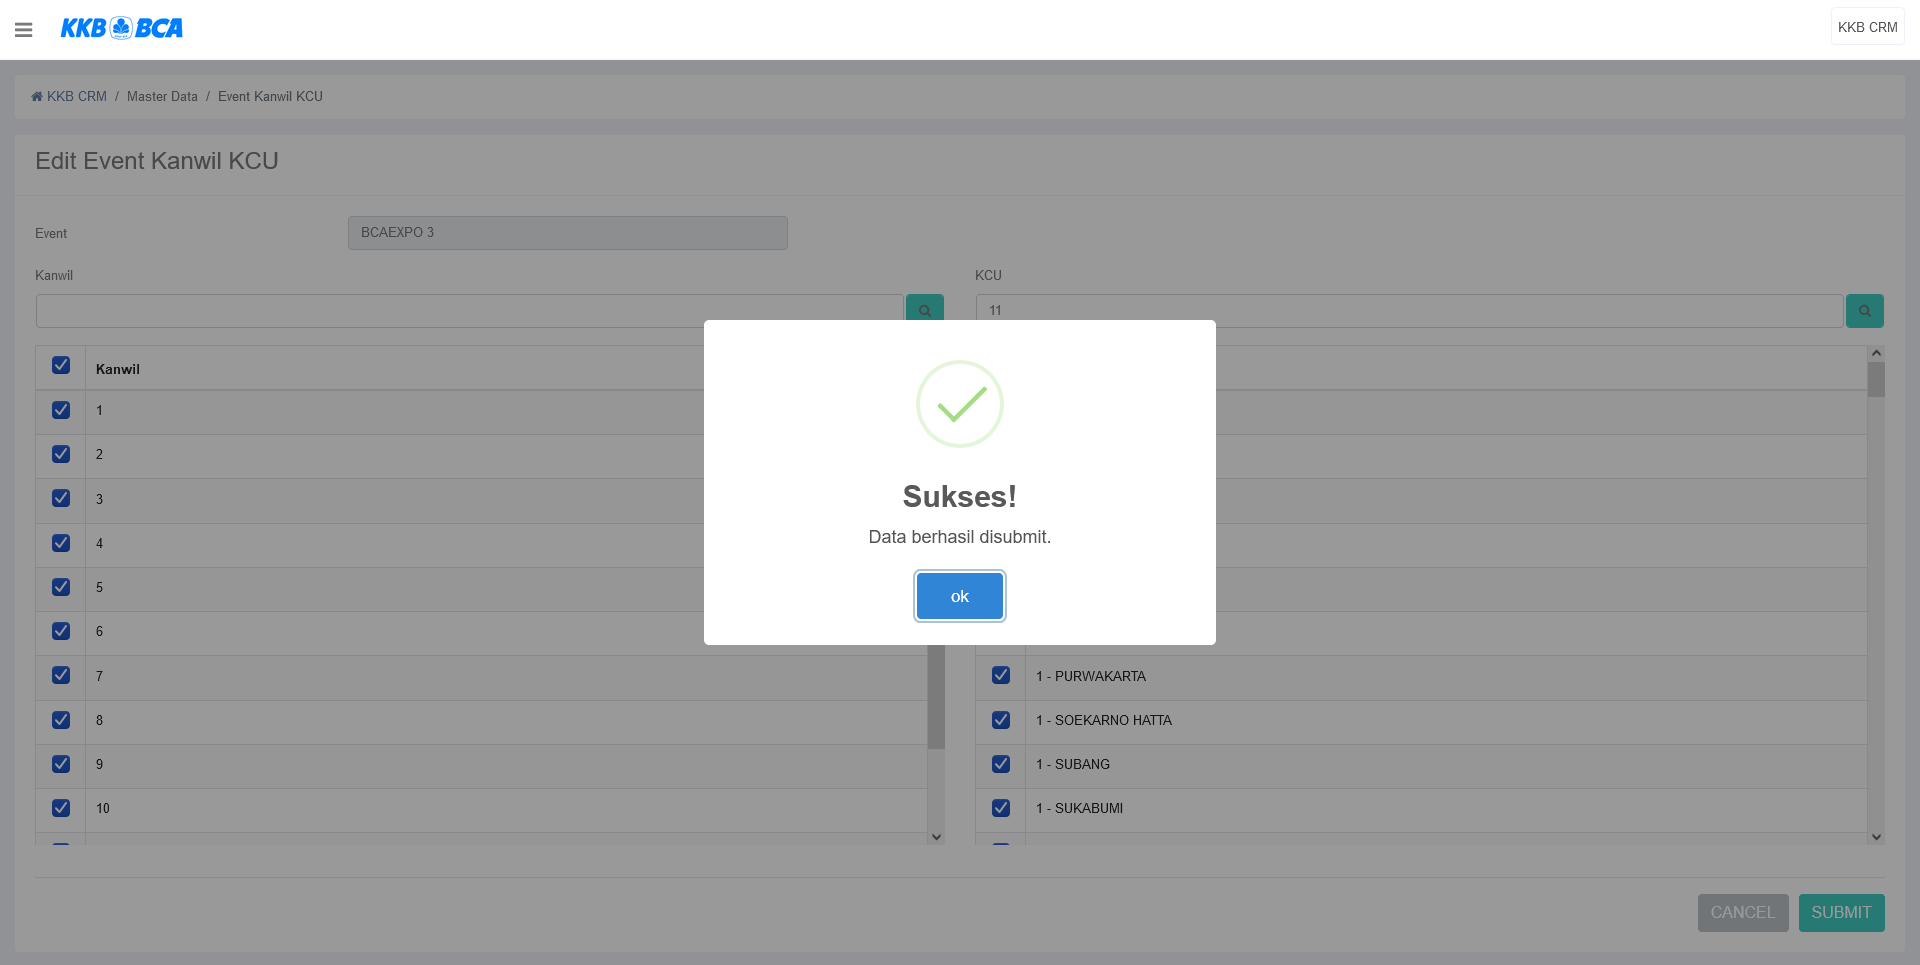 KKB BCA
KKB CRM
KKB CRM / Master Data / Event Kanwil KCU
Edit Event Kanwil KCU
Event
BCAEXPO 3
Kanwil
KCU
11
Kanwil
1
2
3
4
5
6
7
8
9
10
1 - PURWAKARTA
1 - SOEKARNO HATTA
1 - SUBANG
1 - SUKABUMI
Sukses!
Data berhasil disubmit.
ok
CANCEL
SUBMIT